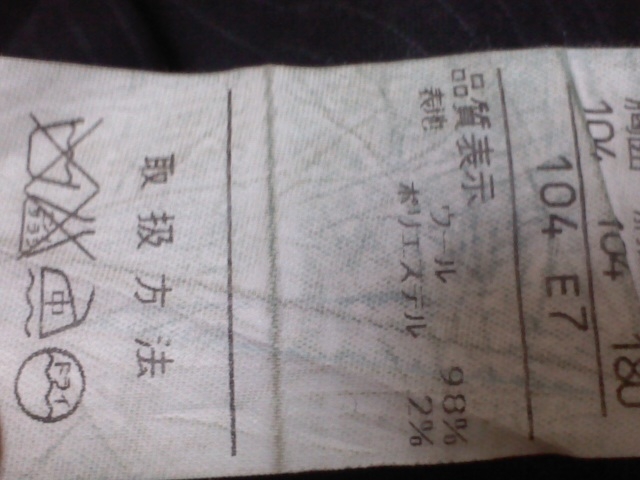 104 104 180
104 E7
品質表示
表地 ウール 98%
ポリエステル 2%
取扱方法
中 ドライ